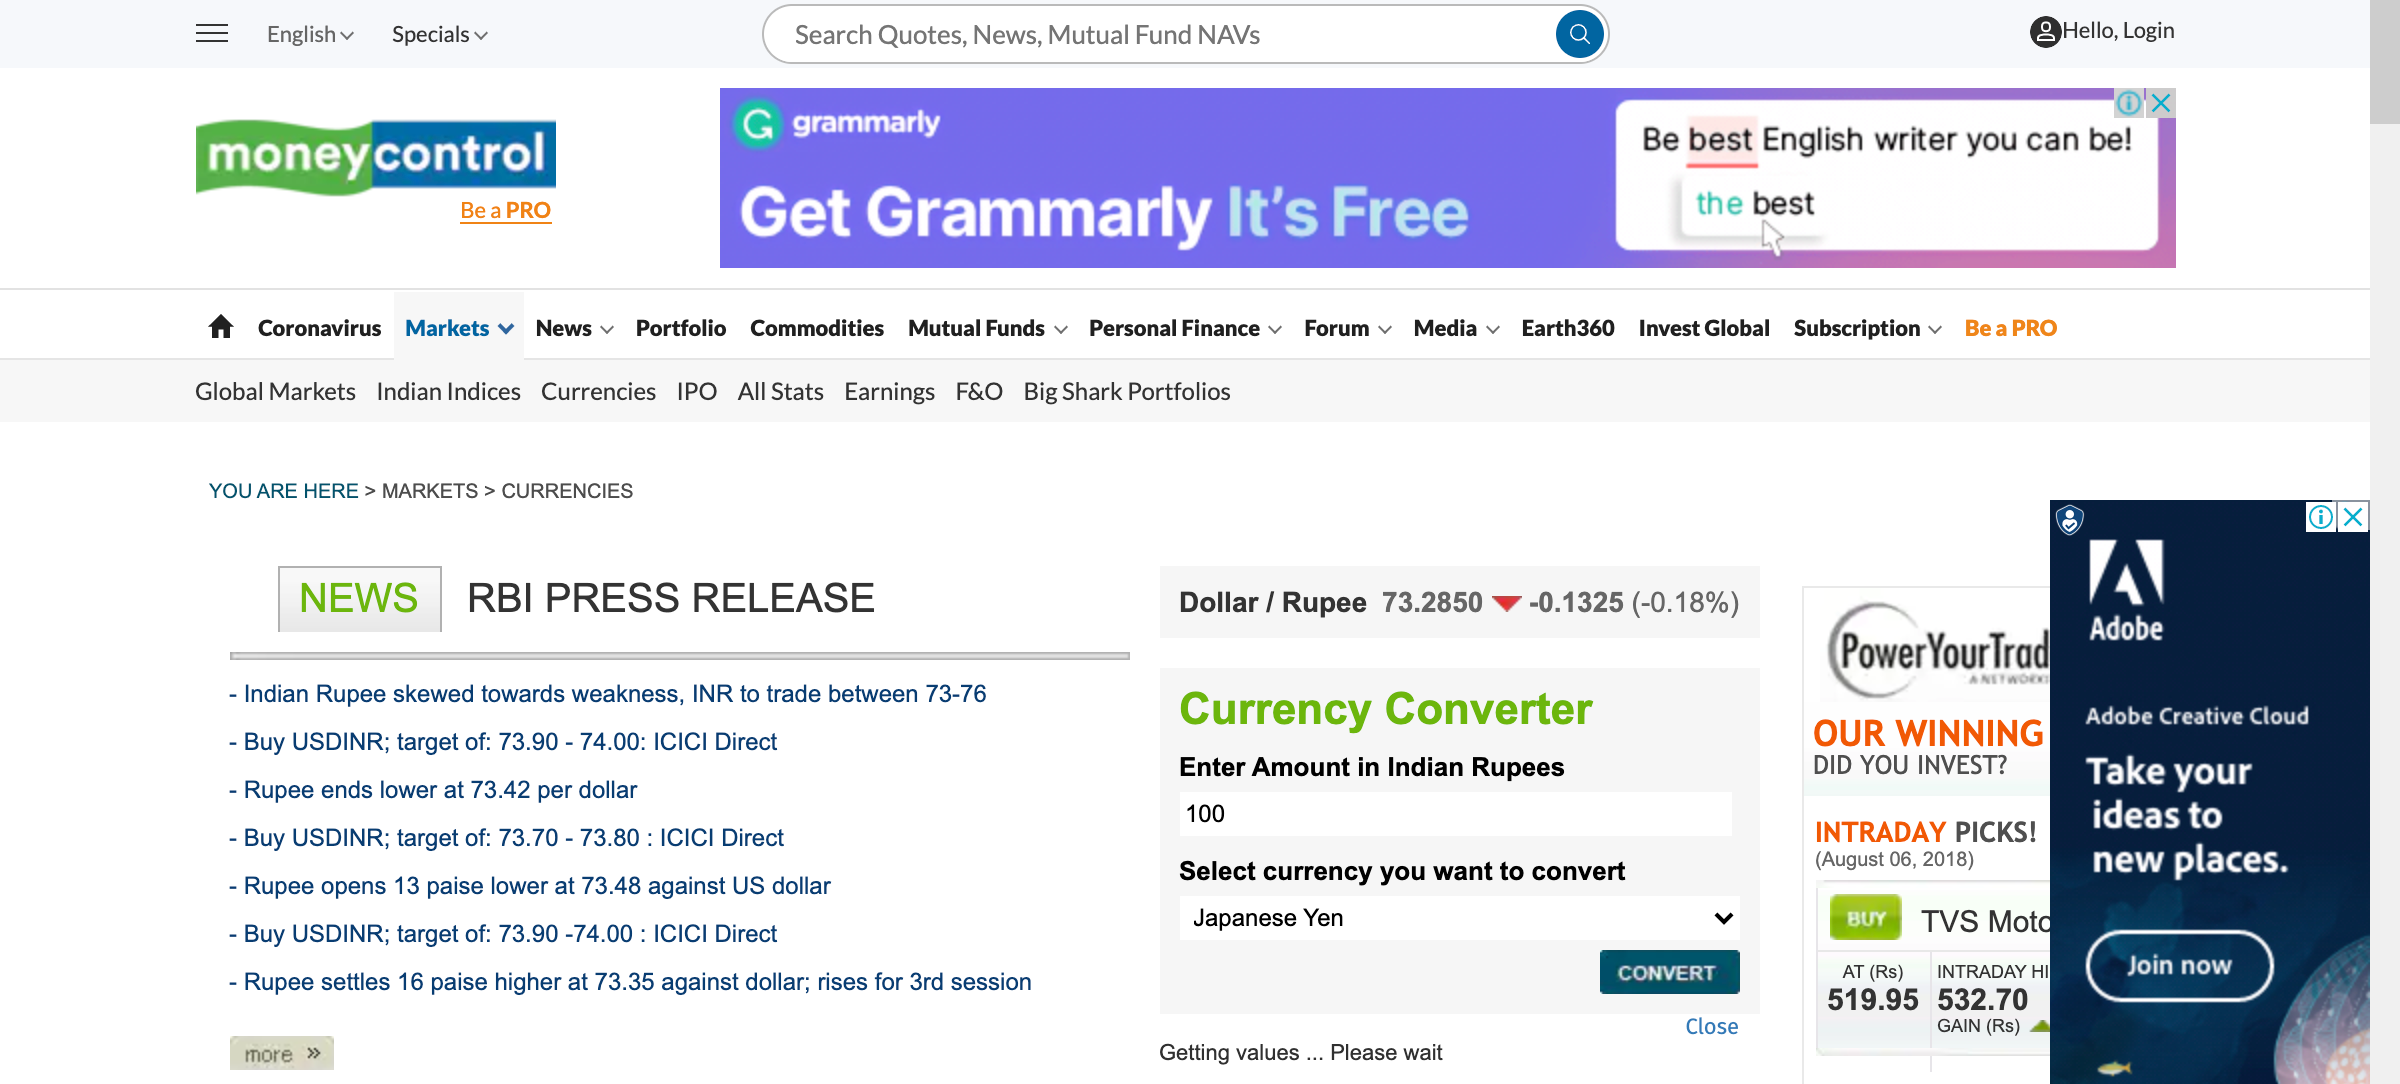 English
Specials
Search Quotes, News, Mutual Fund NAVs
Hello, Login
moneycontrol
Be a PRO
grammarly
Get Grammarly It's Free
Be best English writer you can be!
the best
Coronavirus Markets News Portfolio Commodities Mutual Funds Personal Finance Forum Media Earth360 Invest Global Subscription Be a PRO
Global Markets Indian Indices Currencies IPO All Stats Earnings F&O Big Shark Portfolios
YOU ARE HERE > MARKETS > CURRENCIES
NEWS RBI PRESS RELEASE
- Indian Rupee skewed towards weakness, INR to trade between 73-76
- Buy USDINR; target of: 73.90 - 74.00: ICICI Direct
- Rupee ends lower at 73.42 per dollar
- Buy USDINR; target of: 73.70 - 73.80 : ICICI Direct
- Rupee opens 13 paise lower at 73.48 against US dollar
- Buy USDINR; target of: 73.90 -74.00 : ICICI Direct
- Rupee settles 16 paise higher at 73.35 against dollar; rises for 3rd session
more »
Dollar / Rupee 73.2850 -0.1325 (-0.18%)
Currency Converter
Enter Amount in Indian Rupees
100
Select currency you want to convert
Japanese Yen
CONVERT
Close
Getting values ... Please wait
PowerYourTrad
OUR WINNING
DID YOU INVEST?
INTRADAY PICKS!
(August 06, 2018)
BUY TVS Moto
AT (Rs) INTRADAY HI
519.95 532.70
GAIN (Rs)
Adobe
Adobe Creative Cloud
Take your
ideas to
new places.
Join now